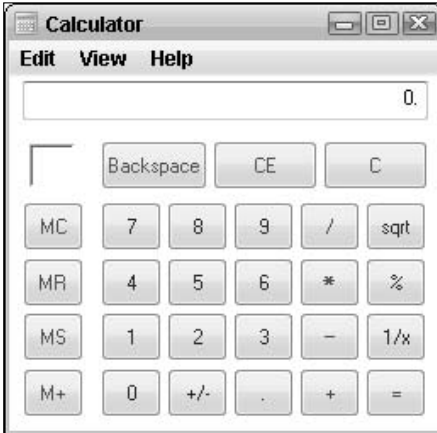 Calculator
Edit View Help
0.
Backspace CE C
MC 7 8 9 / sqrt
MR 4 5 6 * %
MS 1 2 3 - 1/x
M+ 0 +/- . + =